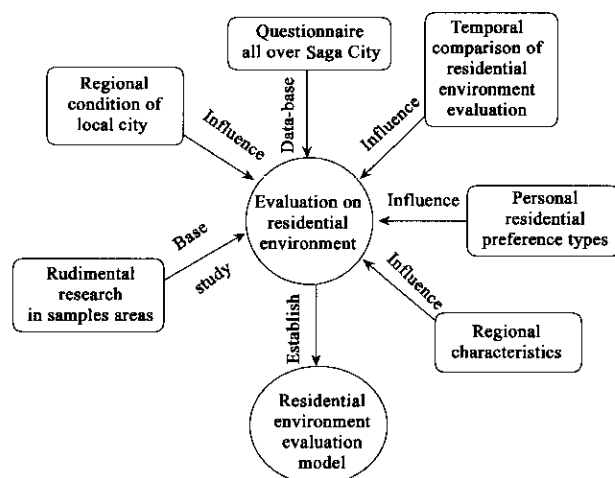 Questionnaire
all over Saga City
Temporal
comparison of
residential
environment
evaluation
Regional
condition of
local city
Influence
Data-base
Influence
Evaluation on
residential
environment
Influence
Personal
residential
preference types
Base
study
Rudimental
research
in samples areas
Influence
Regional
characteristics
Establish
Residential
environment
evaluation
model